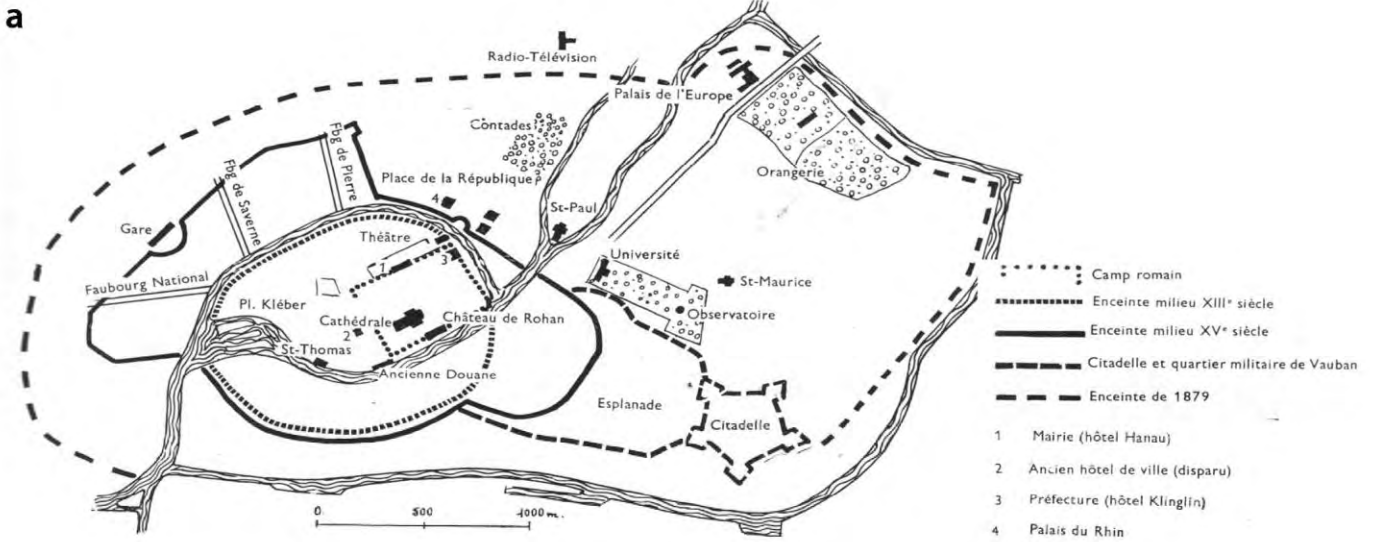 a
Radio-Télévision
Palais de l'Europe
Contades
Orangerie
Fbg de Pierre
Fbg de Saverne
Place de la République
4
St-Paul
Gare
Théâtre
1
3
Université
St-Maurice
Faubourg National
Pl. Kléber
Cathédrale
2
Château de Rohan
Observatoire
St-Thomas
Ancienne Douane
Esplanade
Citadelle
0 500 1000 m.
Camp romain
Enceinte milieu XIIIe siècle
Enceinte milieu XVe siècle
Citadelle et quartier militaire de Vauban
Enceinte de 1879
1 Mairie (hôtel Hanau)
2 Ancien hôtel de ville (disparu)
3 Préfecture (hôtel Klinglin)
4 Palais du Rhin